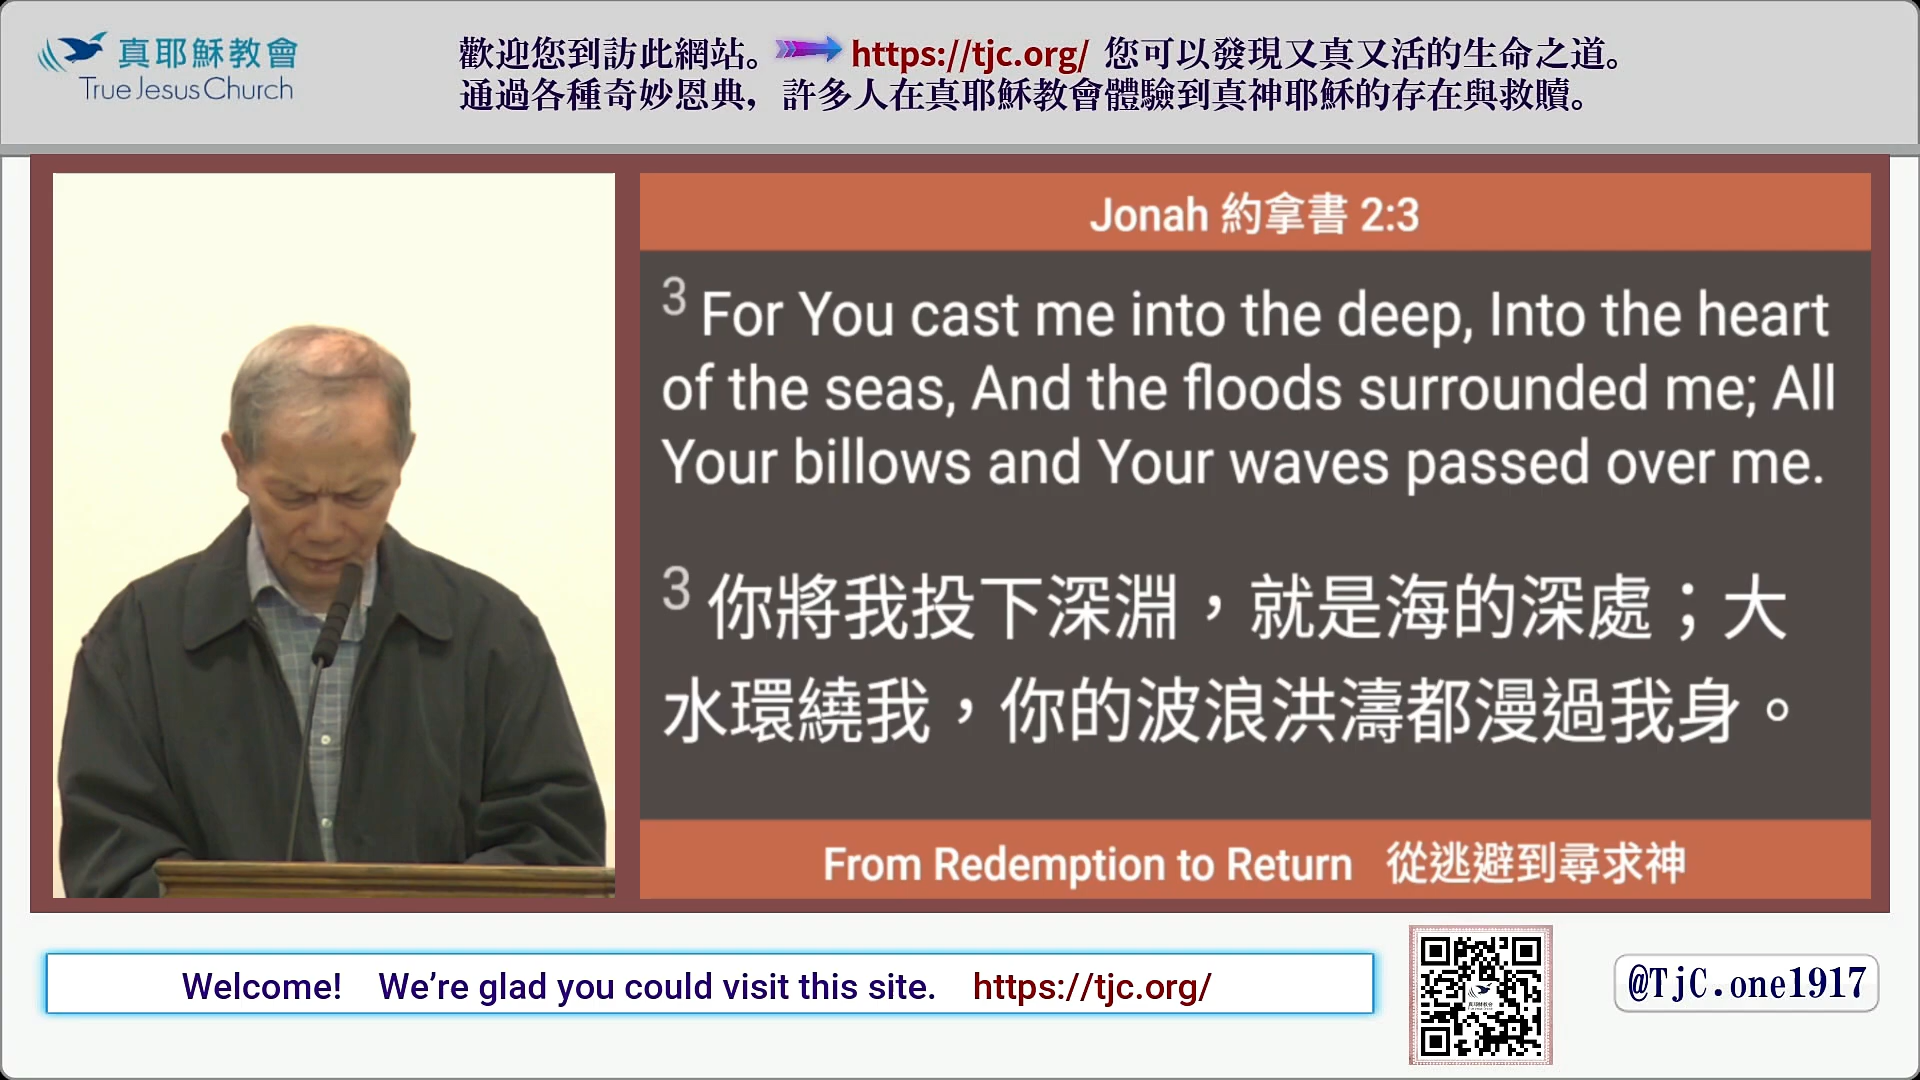 真耶穌教會
True Jesus Church
歡迎您到訪此網站。 https://tjc.org/ 您可以發現又真又活的生命之道。
通過各種奇妙恩典，許多人在真耶穌教會體驗到真神耶穌的存在與救贖。
Jonah 約拿書 2:3
3 For You cast me into the deep, Into the heart
of the seas, And the floods surrounded me; All
Your billows and Your waves passed over me.
3 你將我投下深淵，就是海的深處；大
水環繞我，你的波浪洪濤都漫過我身。
From Redemption to Return 從逃避到尋求神
Welcome! We’re glad you could visit this site. https://tjc.org/
@TjC.one1917